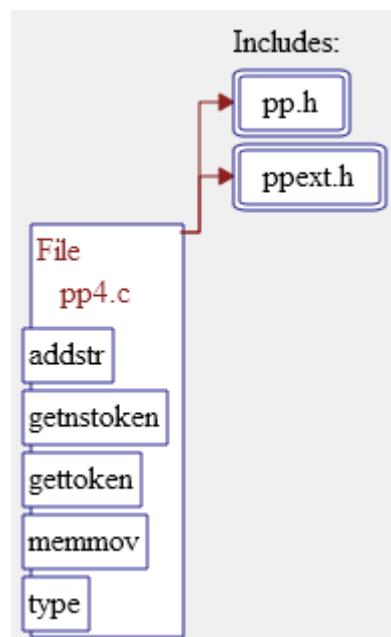 Includes:
pp.h
ppext.h
File
pp4.c
addstr
getnstoken
gettoken
memmov
type